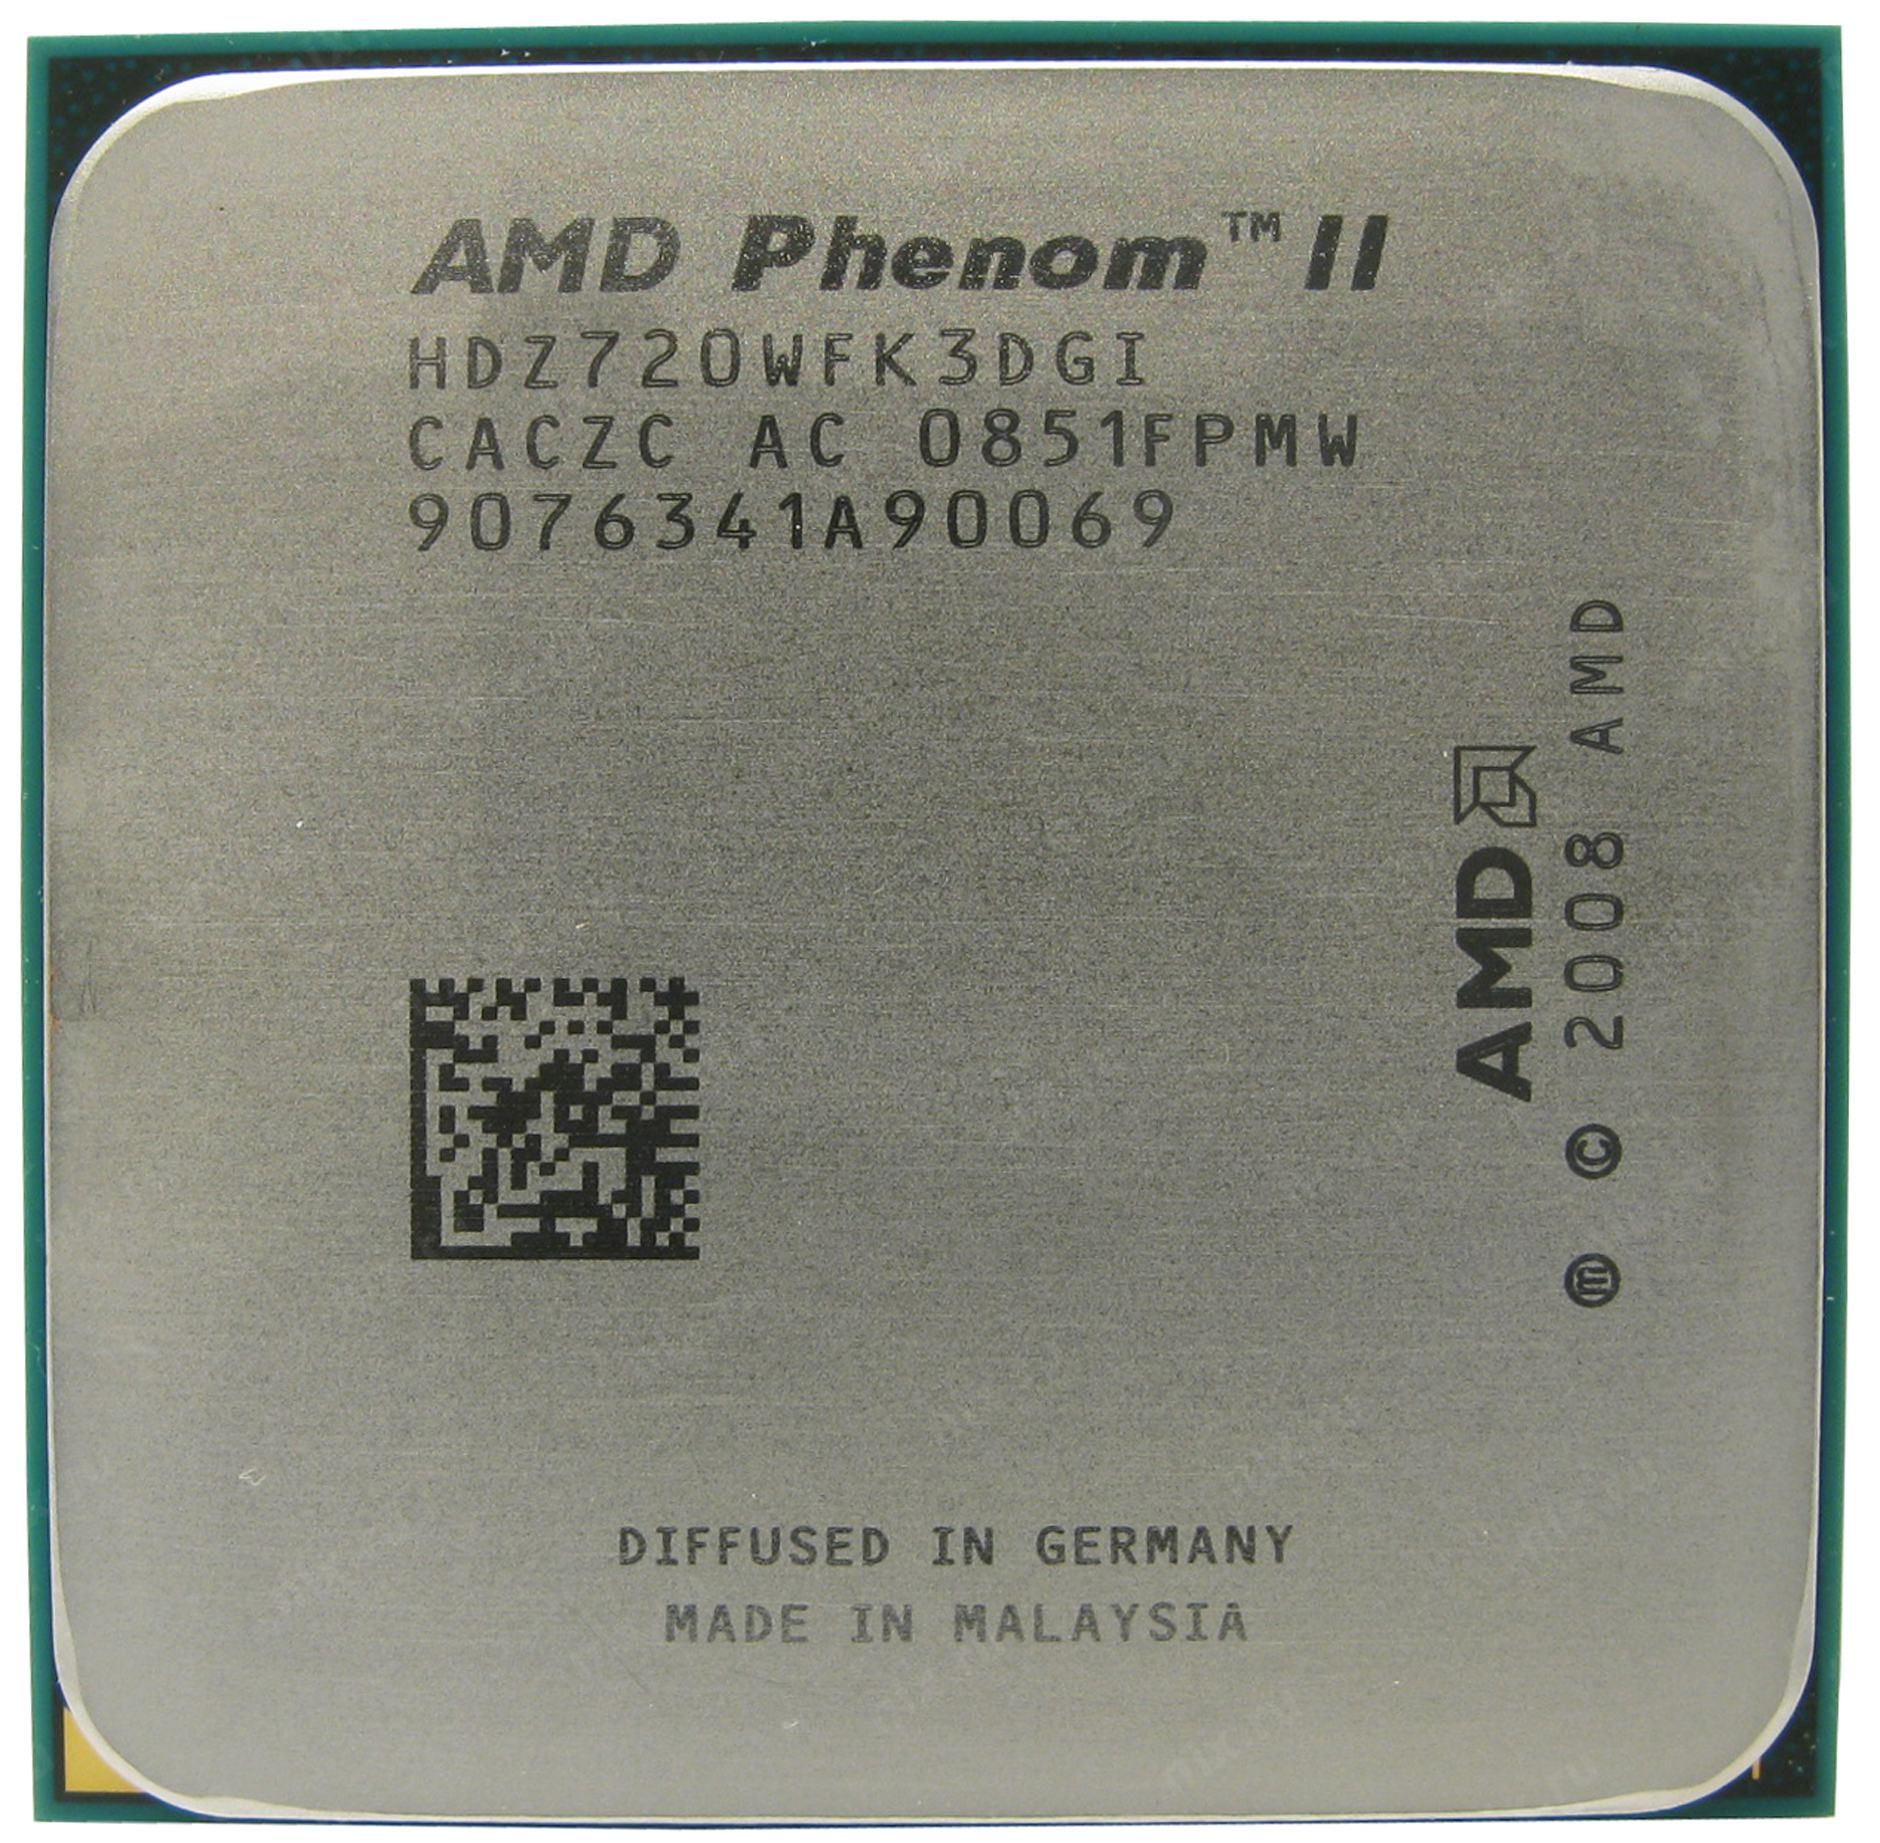 AMD Phenom™ II
HDZ720WFK3DGI
CACZC AC 0851FPMW
9076341A90069
AMD
ⓜ © 2008 AMD
DIFFUSED IN GERMANY
MADE IN MALAYSIA